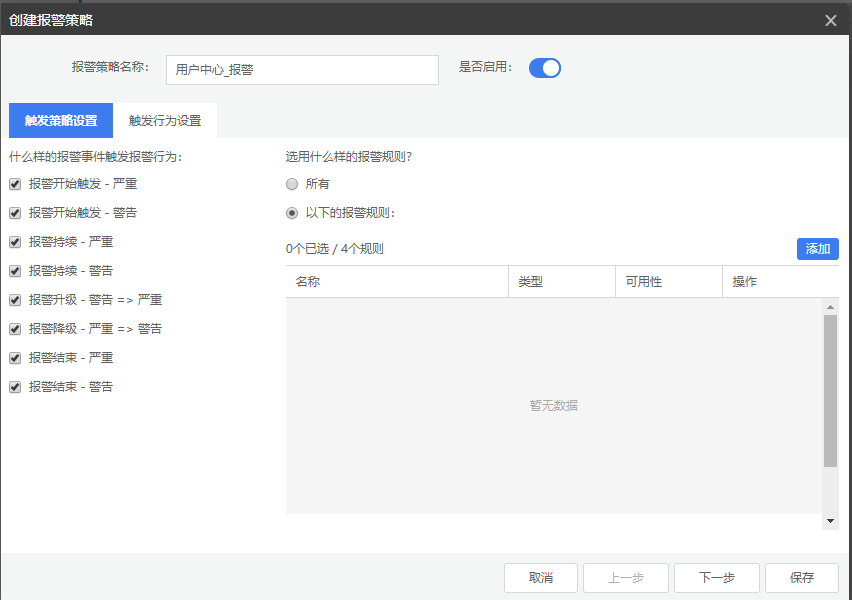 创建报警策略
报警策略名称: 用户中心_报警 是否启用:
触发策略设置 触发行为设置
什么样的报警事件触发报警行为:
报警开始触发 - 严重
报警开始触发 - 警告
报警持续 - 严重
报警持续 - 警告
报警升级 - 警告 => 严重
报警降级 - 严重 => 警告
报警结束 - 严重
报警结束 - 警告
选用什么样的报警规则?
所有
以下的报警规则:
0个已选 / 4个规则 添加
名称 类型 可用性 操作
暂无数据
取消 上一步 下一步 保存